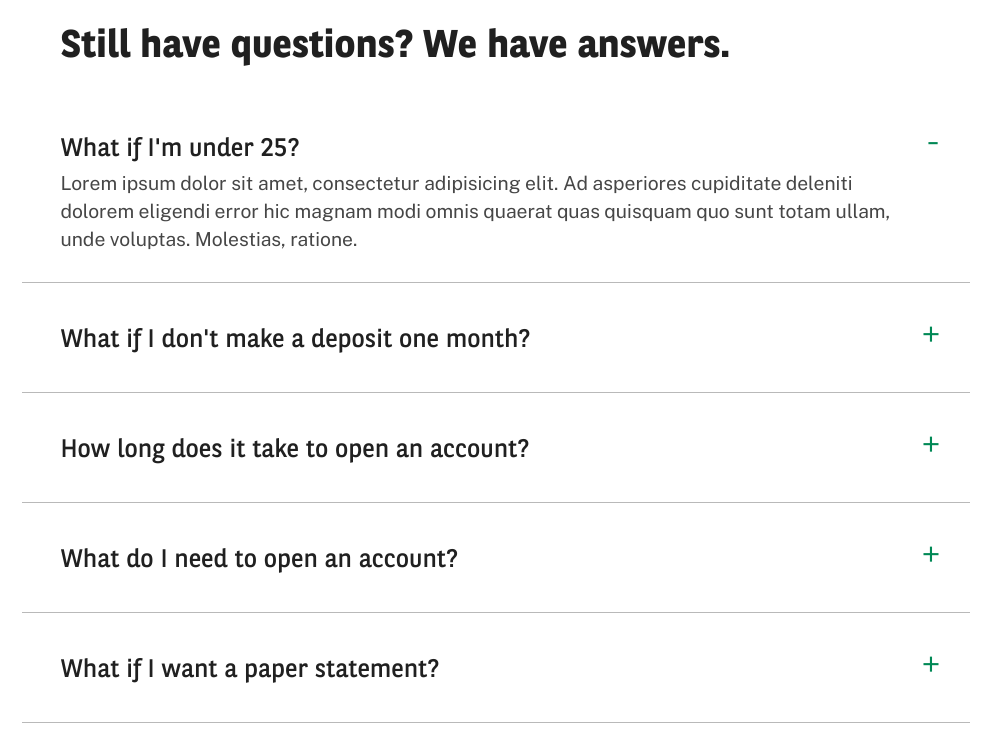 Still have questions? We have answers.
What if I'm under 25?
-
Lorem ipsum dolor sit amet, consectetur adipisicing elit. Ad asperiores cupiditate deleniti
dolorem eligendi error hic magnam modi omnis quaerat quas quisquam quo sunt totam ullam,
unde voluptas. Molestias, ratione.
What if I don't make a deposit one month?
+
How long does it take to open an account?
+
What do I need to open an account?
+
What if I want a paper statement?
+